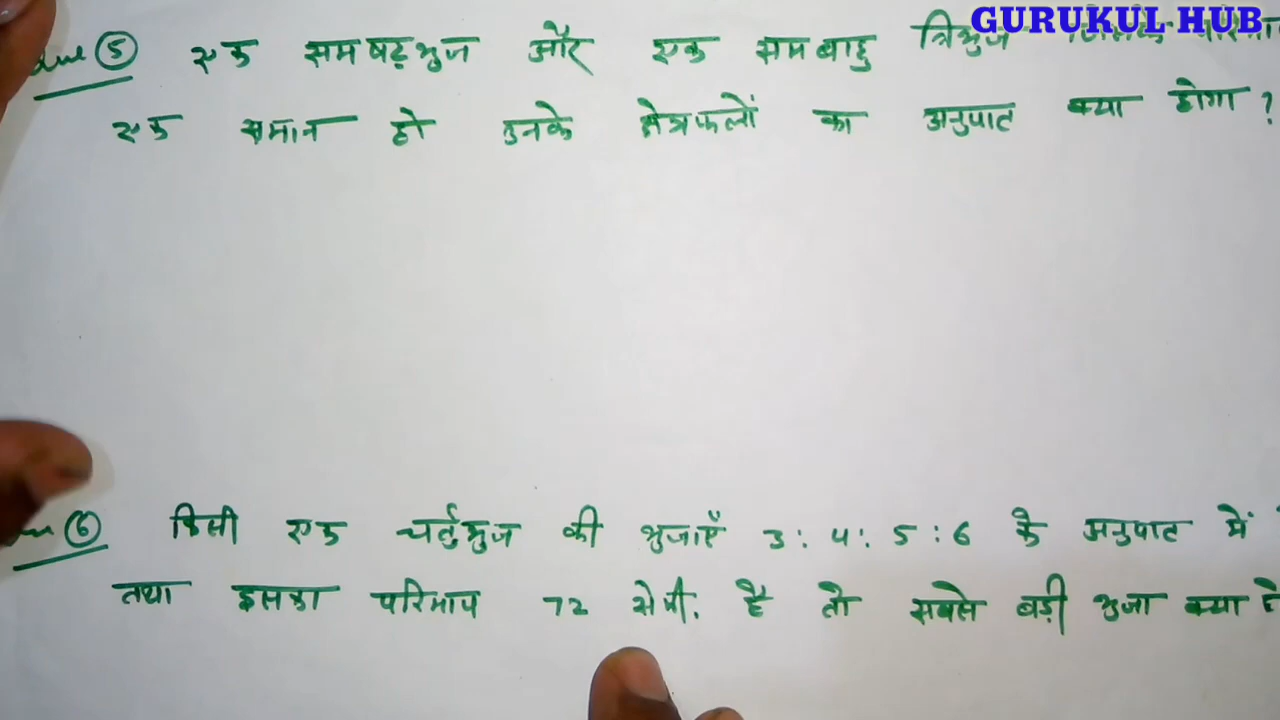 GURUKUL HUB
⑤ एक समषट्भुज और एक समबाहु त्रिभुज
एक समान हो उनके क्षेत्रफलों का अनुपात क्या होगा ?
⑥ किसी एक चर्तुभुज की भुजाएँ 3 : 4 : 5 : 6 के अनुपात में
तथा इसका परिमाप 72 सेमी. है तो सबसे बड़ी भुजा क्या